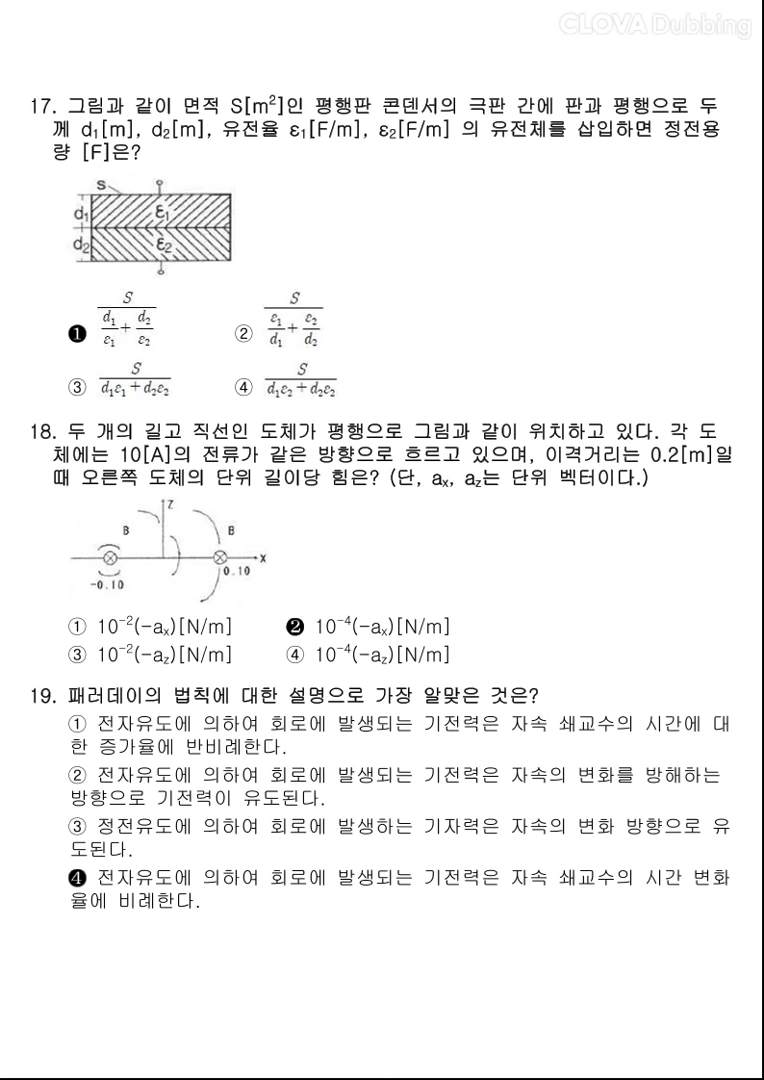 CLOVA Dubbing
17. 그림과 같이 면적 S[m²]인 평행판 콘덴서의 극판 간에 판과 평행으로 두
께 d₁[m], d₂[m], 유전율 ε₁[F/m], ε₂[F/m] 의 유전체를 삽입하면 정전용
량 [F]은?
S
d₁ ε₁
d₂ ε₂
❶ S/(d₁/ε₁ + d₂/ε₂) ② S/(ε₁/d₁ + ε₂/d₂)
③ S/(d₁ε₁ + d₂ε₂) ④ S/(d₁ε₂ + d₂ε₂)
18. 두 개의 길고 직선인 도체가 평행으로 그림과 같이 위치하고 있다. 각 도
체에는 10[A]의 전류가 같은 방향으로 흐르고 있으며, 이격거리는 0.2[m]일
때 오른쪽 도체의 단위 길이당 힘은? (단, aₓ, a_z는 단위 벡터이다.)
Z
B B
X
-0.10 0.10
① 10⁻²(-aₓ)[N/m] ❷ 10⁻⁴(-aₓ)[N/m]
③ 10⁻²(-a_z)[N/m] ④ 10⁻⁴(-a_z)[N/m]
19. 패러데이의 법칙에 대한 설명으로 가장 알맞은 것은?
① 전자유도에 의하여 회로에 발생되는 기전력은 자속 쇄교수의 시간에 대
한 증가율에 반비례한다.
② 전자유도에 의하여 회로에 발생되는 기전력은 자속의 변화를 방해하는
방향으로 기전력이 유도된다.
③ 정전유도에 의하여 회로에 발생하는 기자력은 자속의 변화 방향으로 유
도된다.
❹ 전자유도에 의하여 회로에 발생되는 기전력은 자속 쇄교수의 시간 변화
율에 비례한다.